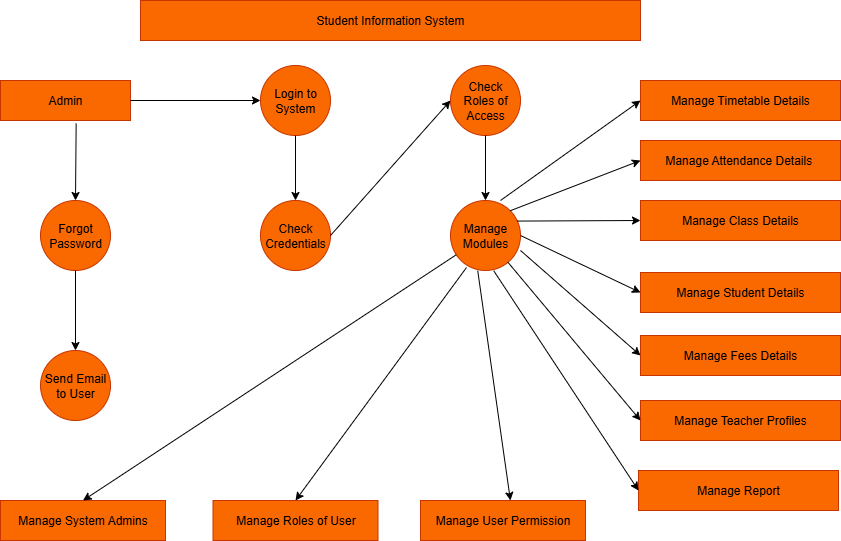 Student Information System
Admin
Login to
System
Check
Roles of
Access
Manage Timetable Details
Manage Attendance Details
Forgot
Password
Check
Credentials
Manage
Modules
Manage Class Details
Manage Student Details
Manage Fees Details
Send Email
to User
Manage Teacher Profiles
Manage Report
Manage System Admins
Manage Roles of User
Manage User Permission